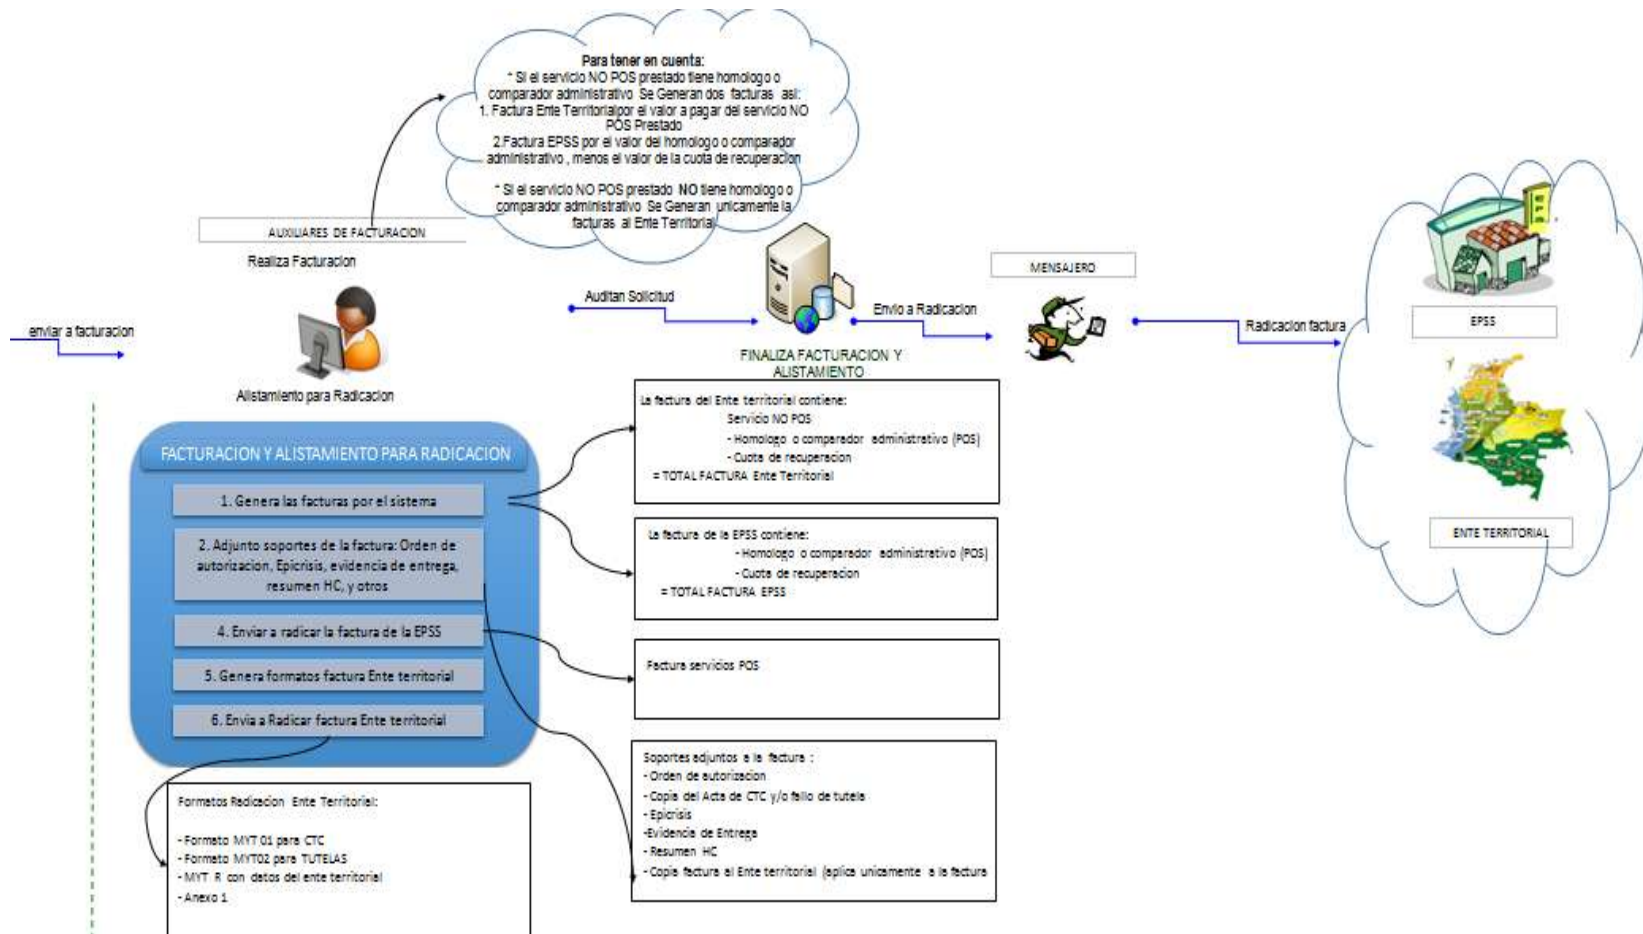 Para tener en cuenta:
* Si el servicio NO POS prestado tiene homologo o
comparador administrativo Se Generan dos facturas asi:
1. Factura Ente Territorialpor el valor a pagar del servicio NO
POS Prestado
2.Factura EPSS por el valor del homologo o comparador
administrativo , menos el valor de la cuota de recuperacion
* Si el servicio NO POS prestado NO tiene homologo o
comparador administrativo Se Generan unicamente la
facturas al Ente Territorial
AUXILIARES DE FACTURACION
Realiza Facturacion
enviar a facturacion
Alistamiento para Radicacion
Auditan Solicitud
FINALIZA FACTURACION Y
ALISTAMIENTO
Envio a Radicacion
MENSAJERO
Radicacion factura
EPS
EPSS
ENTE TERRITORIAL
FACTURACION Y ALISTAMIENTO PARA RADICACION
1. Genera las facturas por el sistema
2. Adjunto soportes de la factura: Orden de
autorizacion, Epicrisis, evidencia de entrega,
resumen HC, y otros
4. Enviar a radicar la factura de la EPSS
5. Genera formatos factura Ente territorial
6. Envia a Radicar factura Ente territorial
La factura del Ente territorial contiene:
Servicio NO POS
- Homologo o comparador administrativo (POS)
- Cuota de recuperacion
= TOTAL FACTURA Ente Territorial
La factura de la EPSS contiene:
- Homologo o comparador administrativo (POS)
- Cuota de recuperacion
= TOTAL FACTURA EPSS
Factura servicios POS
Soportes adjuntos a la factura :
- Orden de autorizacion
- Copia del Acta de CTC y/o fallo de tutela
- Epicrisis
-Evidencia de Entrega
- Resumen HC
- Copia factura al Ente territorial (aplica unicamente a la factura
Formatos Radicacion Ente Territorial:
- Formato MYT 01 para CTC
- Formato MYT02 para TUTELAS
- MYT R con datos del ente territorial
- Anexo 1